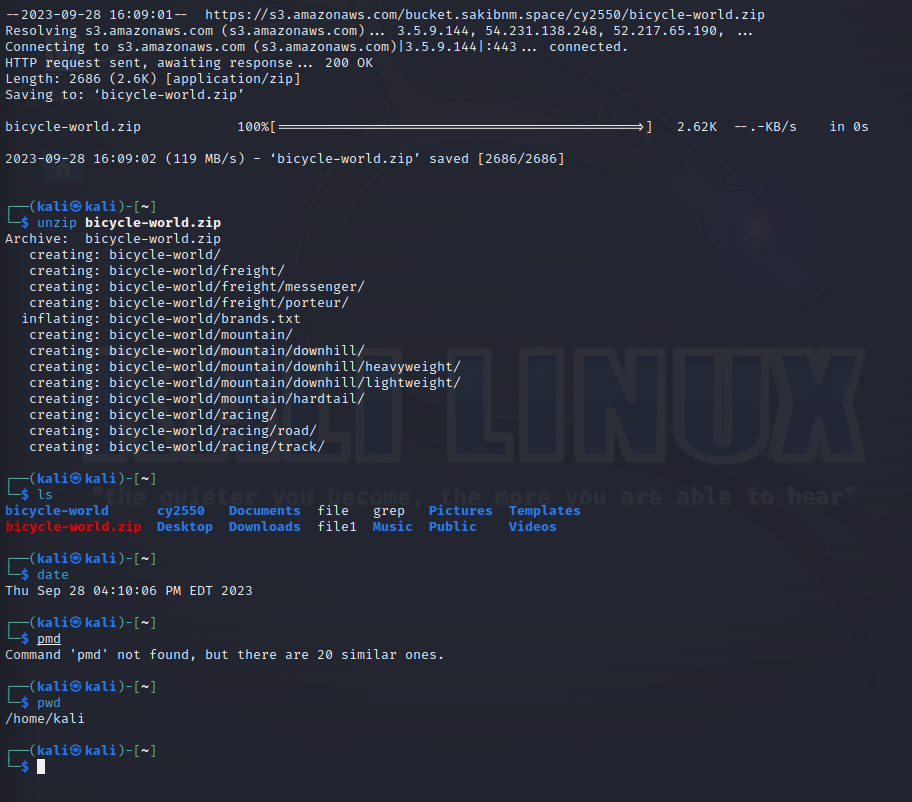 --2023-09-28 16:09:01--  https://s3.amazonaws.com/bucket.sakibnm.space/cy2550/bicycle-world.zip
Resolving s3.amazonaws.com (s3.amazonaws.com)... 3.5.9.144, 54.231.138.248, 52.217.65.190, ...
Connecting to s3.amazonaws.com (s3.amazonaws.com)|3.5.9.144|:443... connected.
HTTP request sent, awaiting response... 200 OK
Length: 2686 (2.6K) [application/zip]
Saving to: ‘bicycle-world.zip’
bicycle-world.zip            100%[=============================================>]   2.62K  --.-KB/s    in 0s
2023-09-28 16:09:02 (119 MB/s) - ‘bicycle-world.zip’ saved [2686/2686]
┌──(kali㉿kali)-[~]
└─$ unzip bicycle-world.zip
Archive:  bicycle-world.zip
   creating: bicycle-world/
   creating: bicycle-world/freight/
   creating: bicycle-world/freight/messenger/
   creating: bicycle-world/freight/porteur/
  inflating: bicycle-world/brands.txt
   creating: bicycle-world/mountain/
   creating: bicycle-world/mountain/downhill/
   creating: bicycle-world/mountain/downhill/heavyweight/
   creating: bicycle-world/mountain/downhill/lightweight/
   creating: bicycle-world/mountain/hardtail/
   creating: bicycle-world/racing/
   creating: bicycle-world/racing/road/
   creating: bicycle-world/racing/track/
KALI LINUX
┌──(kali㉿kali)-[~]
└─$ ls
"the quieter you become, the more you are able to hear"
bicycle-world      cy2550   Documents  file   grep   Pictures  Templates
bicycle-world.zip  Desktop  Downloads  file1  Music  Public    Videos
┌──(kali㉿kali)-[~]
└─$ date
Thu Sep 28 04:10:06 PM EDT 2023
┌──(kali㉿kali)-[~]
└─$ pmd
Command 'pmd' not found, but there are 20 similar ones.
┌──(kali㉿kali)-[~]
└─$ pwd
/home/kali
┌──(kali㉿kali)-[~]
└─$